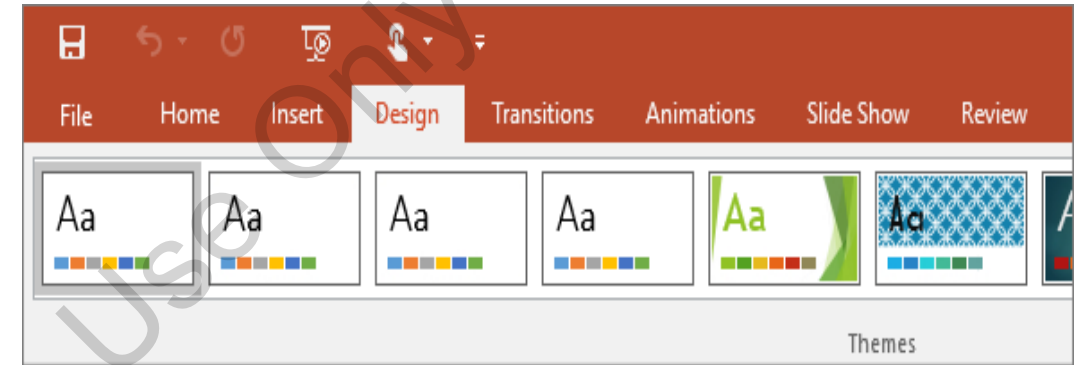 File Home Insert Design Transitions Animations Slide Show Review
Aa Aa Aa Aa Aa Aa A
Themes
Use Only